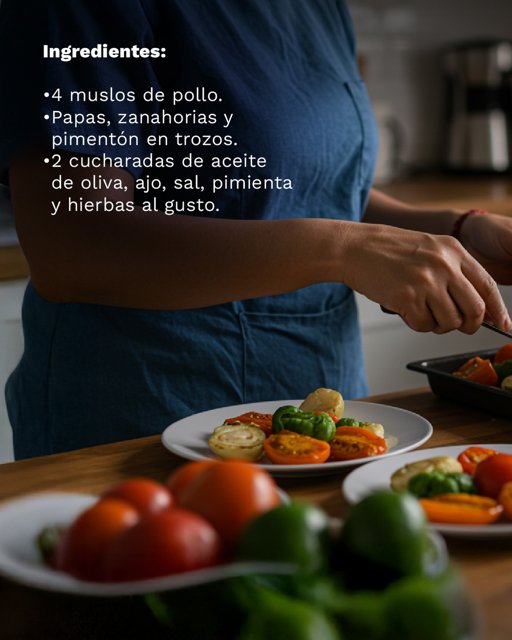 Ingredientes:
•4 muslos de pollo.
•Papas, zanahorias y
pimentón en trozos.
•2 cucharadas de aceite
de oliva, ajo, sal, pimienta
y hierbas al gusto.